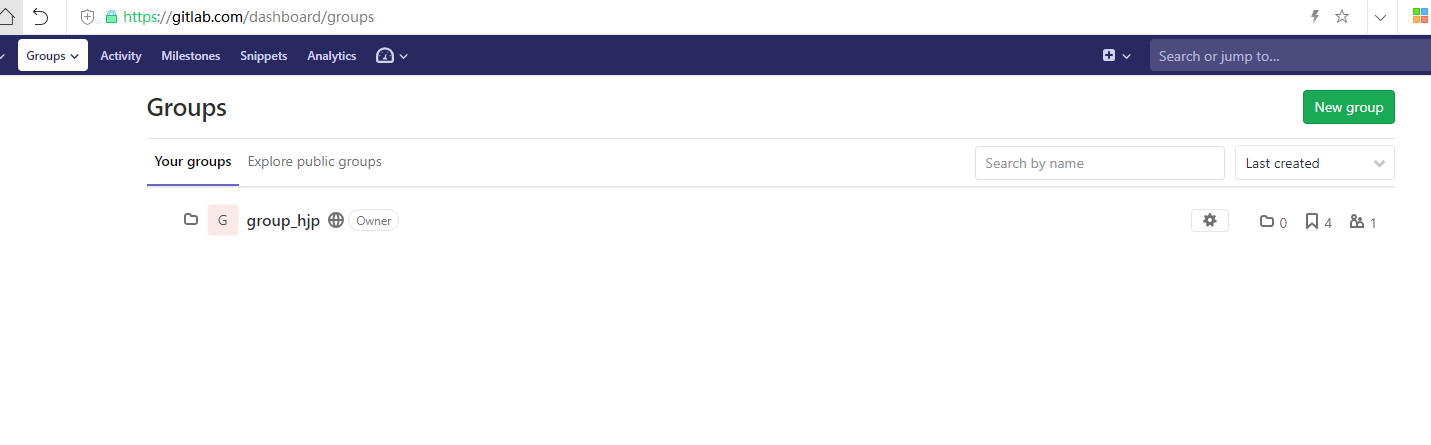 https://gitlab.com/dashboard/groups
Groups Activity Milestones Snippets Analytics Search or jump to...
Groups New group
Your groups Explore public groups Search by name Last created
G group_hjp Owner 0 4 1